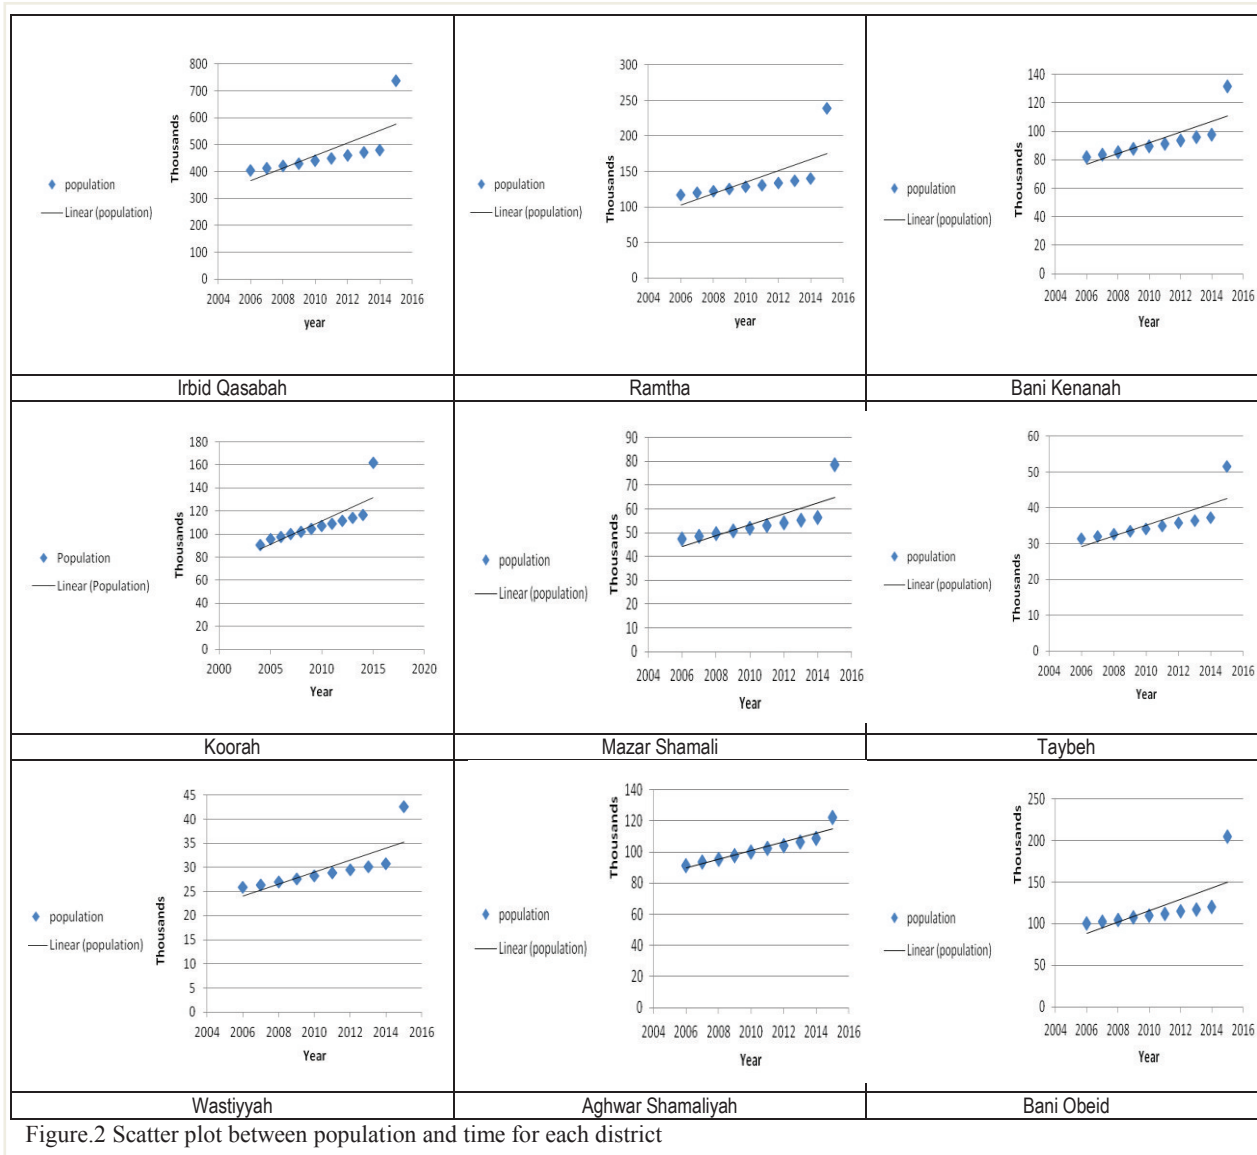 Thousands
800
700
600
500
400
300
200
100
0
2004 2006 2008 2010 2012 2014 2016
year
population
Linear (population)
Irbid Qasabah
Thousands
300
250
200
150
100
50
0
2004 2006 2008 2010 2012 2014 2016
year
population
Linear (population)
Ramtha
Thousands
140
120
100
80
60
40
20
0
2004 2006 2008 2010 2012 2014 2016
Year
population
Linear (population)
Bani Kenanah
Thousands
180
160
140
120
100
80
60
40
20
0
2000 2005 2010 2015 2020
Year
Population
Linear (Population)
Koorah
Thousands
90
80
70
60
50
40
30
20
10
0
2004 2006 2008 2010 2012 2014 2016
Year
population
Linear (population)
Mazar Shamali
Thousands
60
50
40
30
20
10
0
2004 2006 2008 2010 2012 2014 2016
Year
population
Linear (population)
Taybeh
Thousands
45
40
35
30
25
20
15
10
5
0
2004 2006 2008 2010 2012 2014 2016
Year
population
Linear (population)
Wastiyyah
Thousands
140
120
100
80
60
40
20
0
2004 2006 2008 2010 2012 2014 2016
Year
population
Linear (population)
Aghwar Shamaliyah
Thousands
250
200
150
100
50
0
2004 2006 2008 2010 2012 2014 2016
Year
population
Linear (population)
Bani Obeid
Figure.2 Scatter plot between population and time for each district